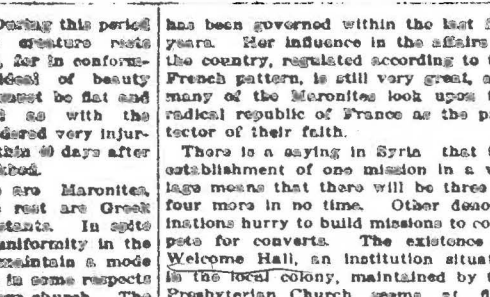 During this period
creature rests
, for in conform-
ideal of beauty
must be flat and
as with the
dered very injur-
thin 40 days after
are Maronites,
rest are Greek
In spite
uniformity in the
maintain a mode
in some respects
church. The
has been governed within the last
years. Her influence in the affairs
the country, regulated according to
French pattern, is still very great,
many of the Maronites look upon
radical republic of France as the p
tector of their faith.
There is a saying in Syria that
establishment of one mission in a
lage means that there will be three
four more in no time. Other deno
inations hurry to build missions to co
pete for converts. The existence
Welcome Hall, an institution situat
in the local colony, maintained by
Presbyterian Church seems at